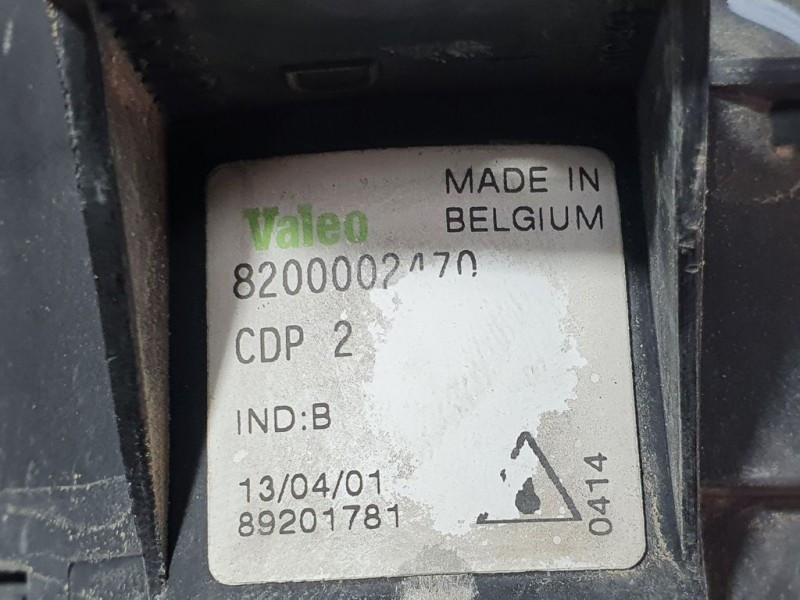 MADE IN
BELGIUM
Valeo
8200002470
CDP 2
IND:B
13/04/01
89201781
0414